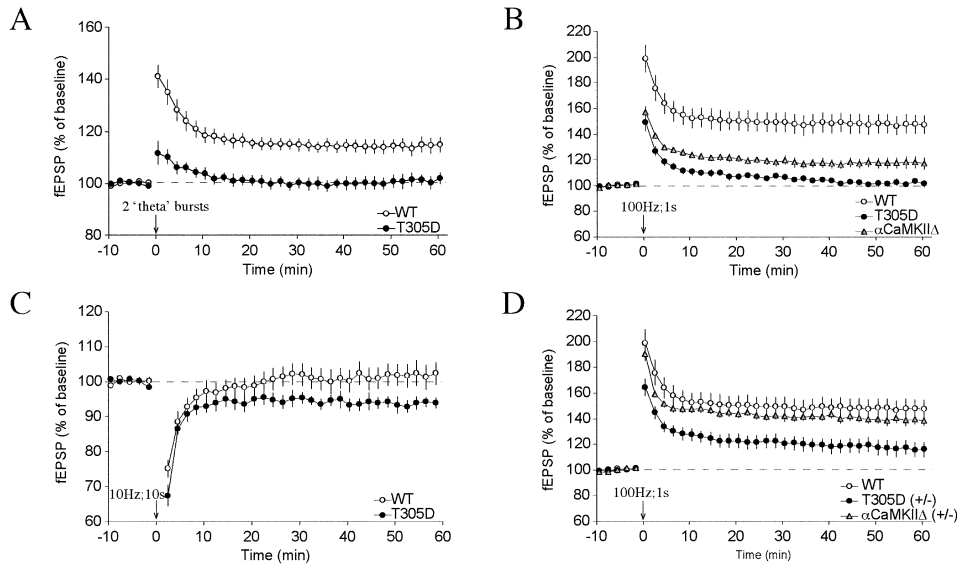 A
160
140
120
100
80
fEPSP (% of baseline)
2 'theta' bursts
WT
T305D
-10 0 10 20 30 40 50 60
Time (min)
B
220
200
180
160
140
120
100
80
60
fEPSP (% of baseline)
100Hz;1s
WT
T305D
αCaMKIIΔ
-10 0 10 20 30 40 50 60
Time (min)
C
120
110
100
90
80
70
60
fEPSP (% of baseline)
10Hz;10s
WT
T305D
-10 0 10 20 30 40 50 60
Time (min)
D
220
200
180
160
140
120
100
80
60
fEPSP (% of baseline)
100Hz;1s
WT
T305D (+/-)
αCaMKIIΔ (+/-)
-10 0 10 20 30 40 50 60
Time (min)